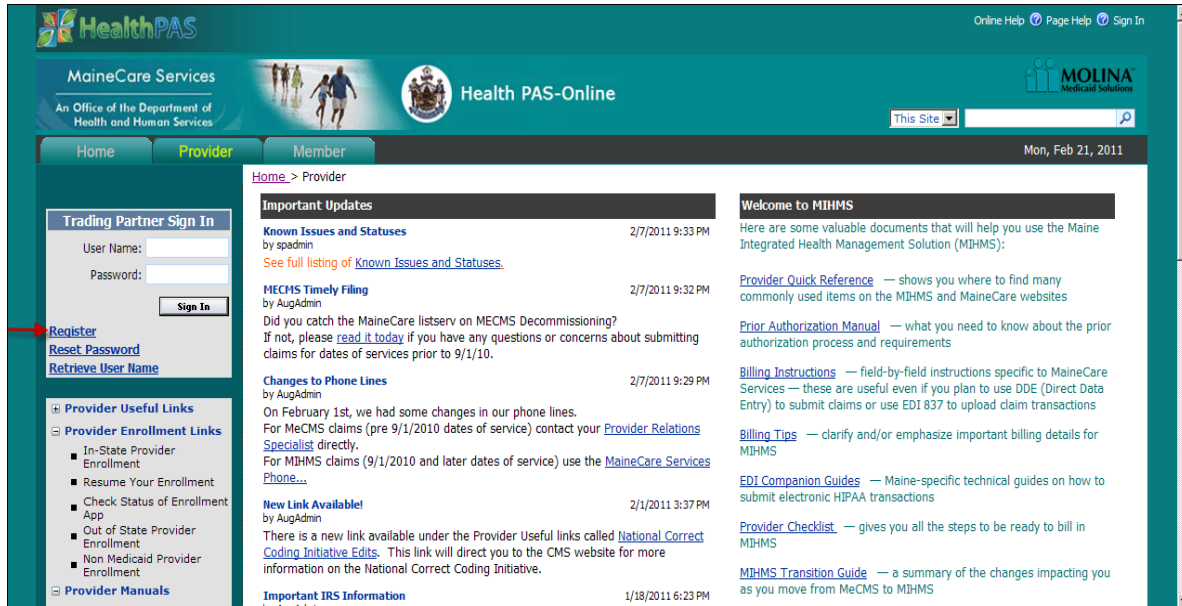 HealthPAS
Online Help Page Help Sign In
MaineCare Services
An Office of the Department of
Health and Human Services
Health PAS-Online
MOLINA
Medicaid Solutions
This Site
Home Provider Member
Mon, Feb 21, 2011
Home > Provider
Trading Partner Sign In
User Name:
Password:
Sign In
Register
Reset Password
Retrieve User Name
Provider Useful Links
Provider Enrollment Links
In-State Provider
Enrollment
Resume Your Enrollment
Check Status of Enrollment
App
Out of State Provider
Enrollment
Non Medicaid Provider
Enrollment
Provider Manuals
Important Updates
Known Issues and Statuses 2/7/2011 9:33 PM
by spadmin
See full listing of Known Issues and Statuses.
MECMS Timely Filing 2/7/2011 9:32 PM
by AugAdmin
Did you catch the MaineCare listserv on MECMS Decommissioning?
If not, please read it today if you have any questions or concerns about submitting
claims for dates of services prior to 9/1/10.
Changes to Phone Lines 2/7/2011 9:29 PM
by AugAdmin
On February 1st, we had some changes in our phone lines.
For MeCMS claims (pre 9/1/2010 dates of service) contact your Provider Relations
Specialist directly.
For MIHMS claims (9/1/2010 and later dates of service) use the MaineCare Services
Phone...
New Link Available! 2/1/2011 3:37 PM
by AugAdmin
There is a new link available under the Provider Useful links called National Correct
Coding Initiative Edits. This link will direct you to the CMS website for more
information on the National Correct Coding Initiative.
Important IRS Information 1/18/2011 6:23 PM
Welcome to MIHMS
Here are some valuable documents that will help you use the Maine
Integrated Health Management Solution (MIHMS):
Provider Quick Reference — shows you where to find many
commonly used items on the MIHMS and MaineCare websites
Prior Authorization Manual — what you need to know about the prior
authorization process and requirements
Billing Instructions — field-by-field instructions specific to MaineCare
Services — these are useful even if you plan to use DDE (Direct Data
Entry) to submit claims or use EDI 837 to upload claim transactions
Billing Tips — clarify and/or emphasize important billing details for
MIHMS
EDI Companion Guides — Maine-specific technical guides on how to
submit electronic HIPAA transactions
Provider Checklist — gives you all the steps to be ready to bill in
MIHMS
MIHMS Transition Guide — a summary of the changes impacting you
as you move from MeCMS to MIHMS